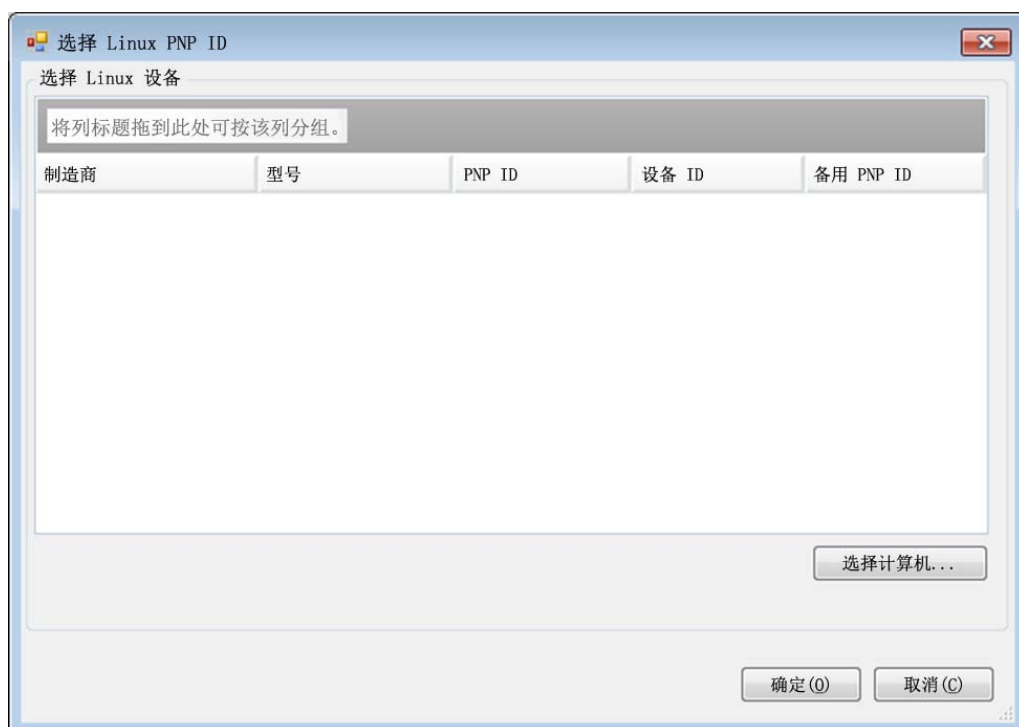 选择 Linux PNP ID
选择 Linux 设备
将列标题拖到此处可按该列分组。
制造商 型号 PNP ID 设备 ID 备用 PNP ID
选择计算机...
确定(O) 取消(C)